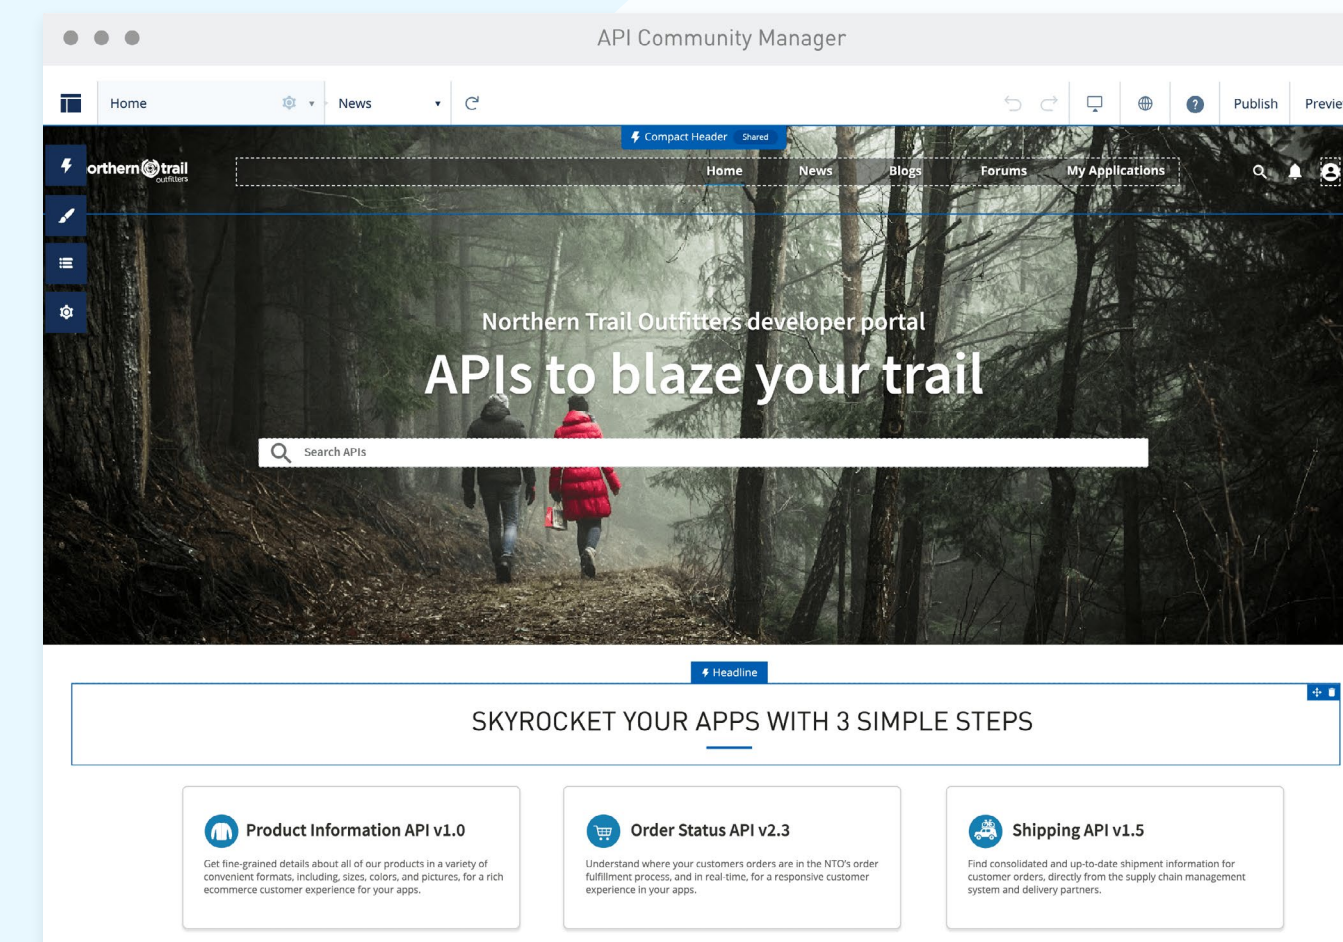 API Community Manager
Home
News
Publish
Previe
Compact Header Shared
orthern trail
outfitters
Home
News
Blogs
Forums
My Applications
Northern Trail Outfitters developer portal
APIs to blaze your trail
Search APIs
Headline
SKYROCKET YOUR APPS WITH 3 SIMPLE STEPS
Product Information API v1.0
Get fine-grained details about all of our products in a variety of
convenient formats, including, sizes, colors, and pictures, for a rich
ecommerce customer experience for your apps.
Order Status API v2.3
Understand where your customers orders are in the NTO's order
fulfillment process, and in real-time, for a responsive customer
experience in your apps.
Shipping API v1.5
Find consolidated and up-to-date shipment information for
customer orders, directly from the supply chain management
system and delivery partners.